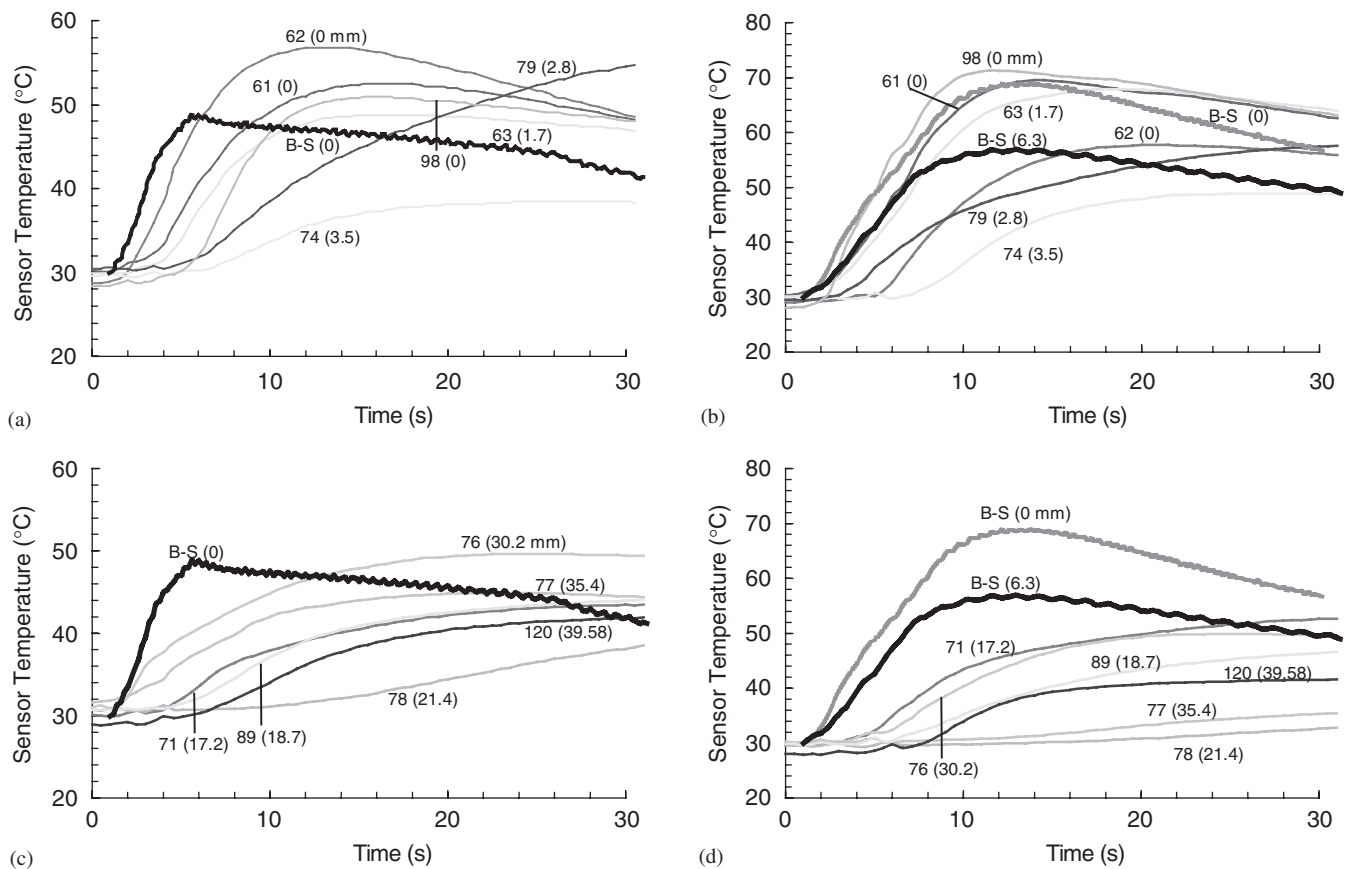 60
50
40
30
20
Sensor Temperature (°C)
62 (0 mm)
79 (2.8)
61 (0)
63 (1.7)
B-S (0)
98 (0)
74 (3.5)
0
10
20
30
Time (s)
(a)
80
70
60
50
40
30
20
Sensor Temperature (°C)
98 (0 mm)
61 (0)
63 (1.7)
B-S (0)
62 (0)
B-S (6.3)
79 (2.8)
74 (3.5)
0
10
20
30
Time (s)
(b)
60
50
40
30
20
Sensor Temperature (°C)
B-S (0)
76 (30.2 mm)
77 (35.4)
120 (39.58)
78 (21.4)
71 (17.2)
89 (18.7)
0
10
20
30
Time (s)
(c)
80
70
60
50
40
30
20
Sensor Temperature (°C)
B-S (0 mm)
B-S (6.3)
71 (17.2)
89 (18.7)
120 (39.58)
77 (35.4)
78 (21.4)
76 (30.2)
0
10
20
30
Time (s)
(d)